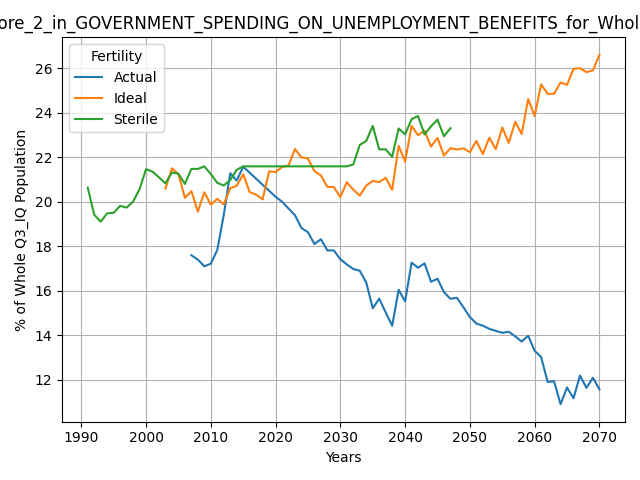 ore_2_in_GOVERNMENT_SPENDING_ON_UNEMPLOYMENT_BENEFITS_for_Whol
Fertility
Actual
Ideal
Sterile
% of Whole Q3_IQ Population
26
24
22
20
18
16
14
12
1990 2000 2010 2020 2030 2040 2050 2060 2070
Years